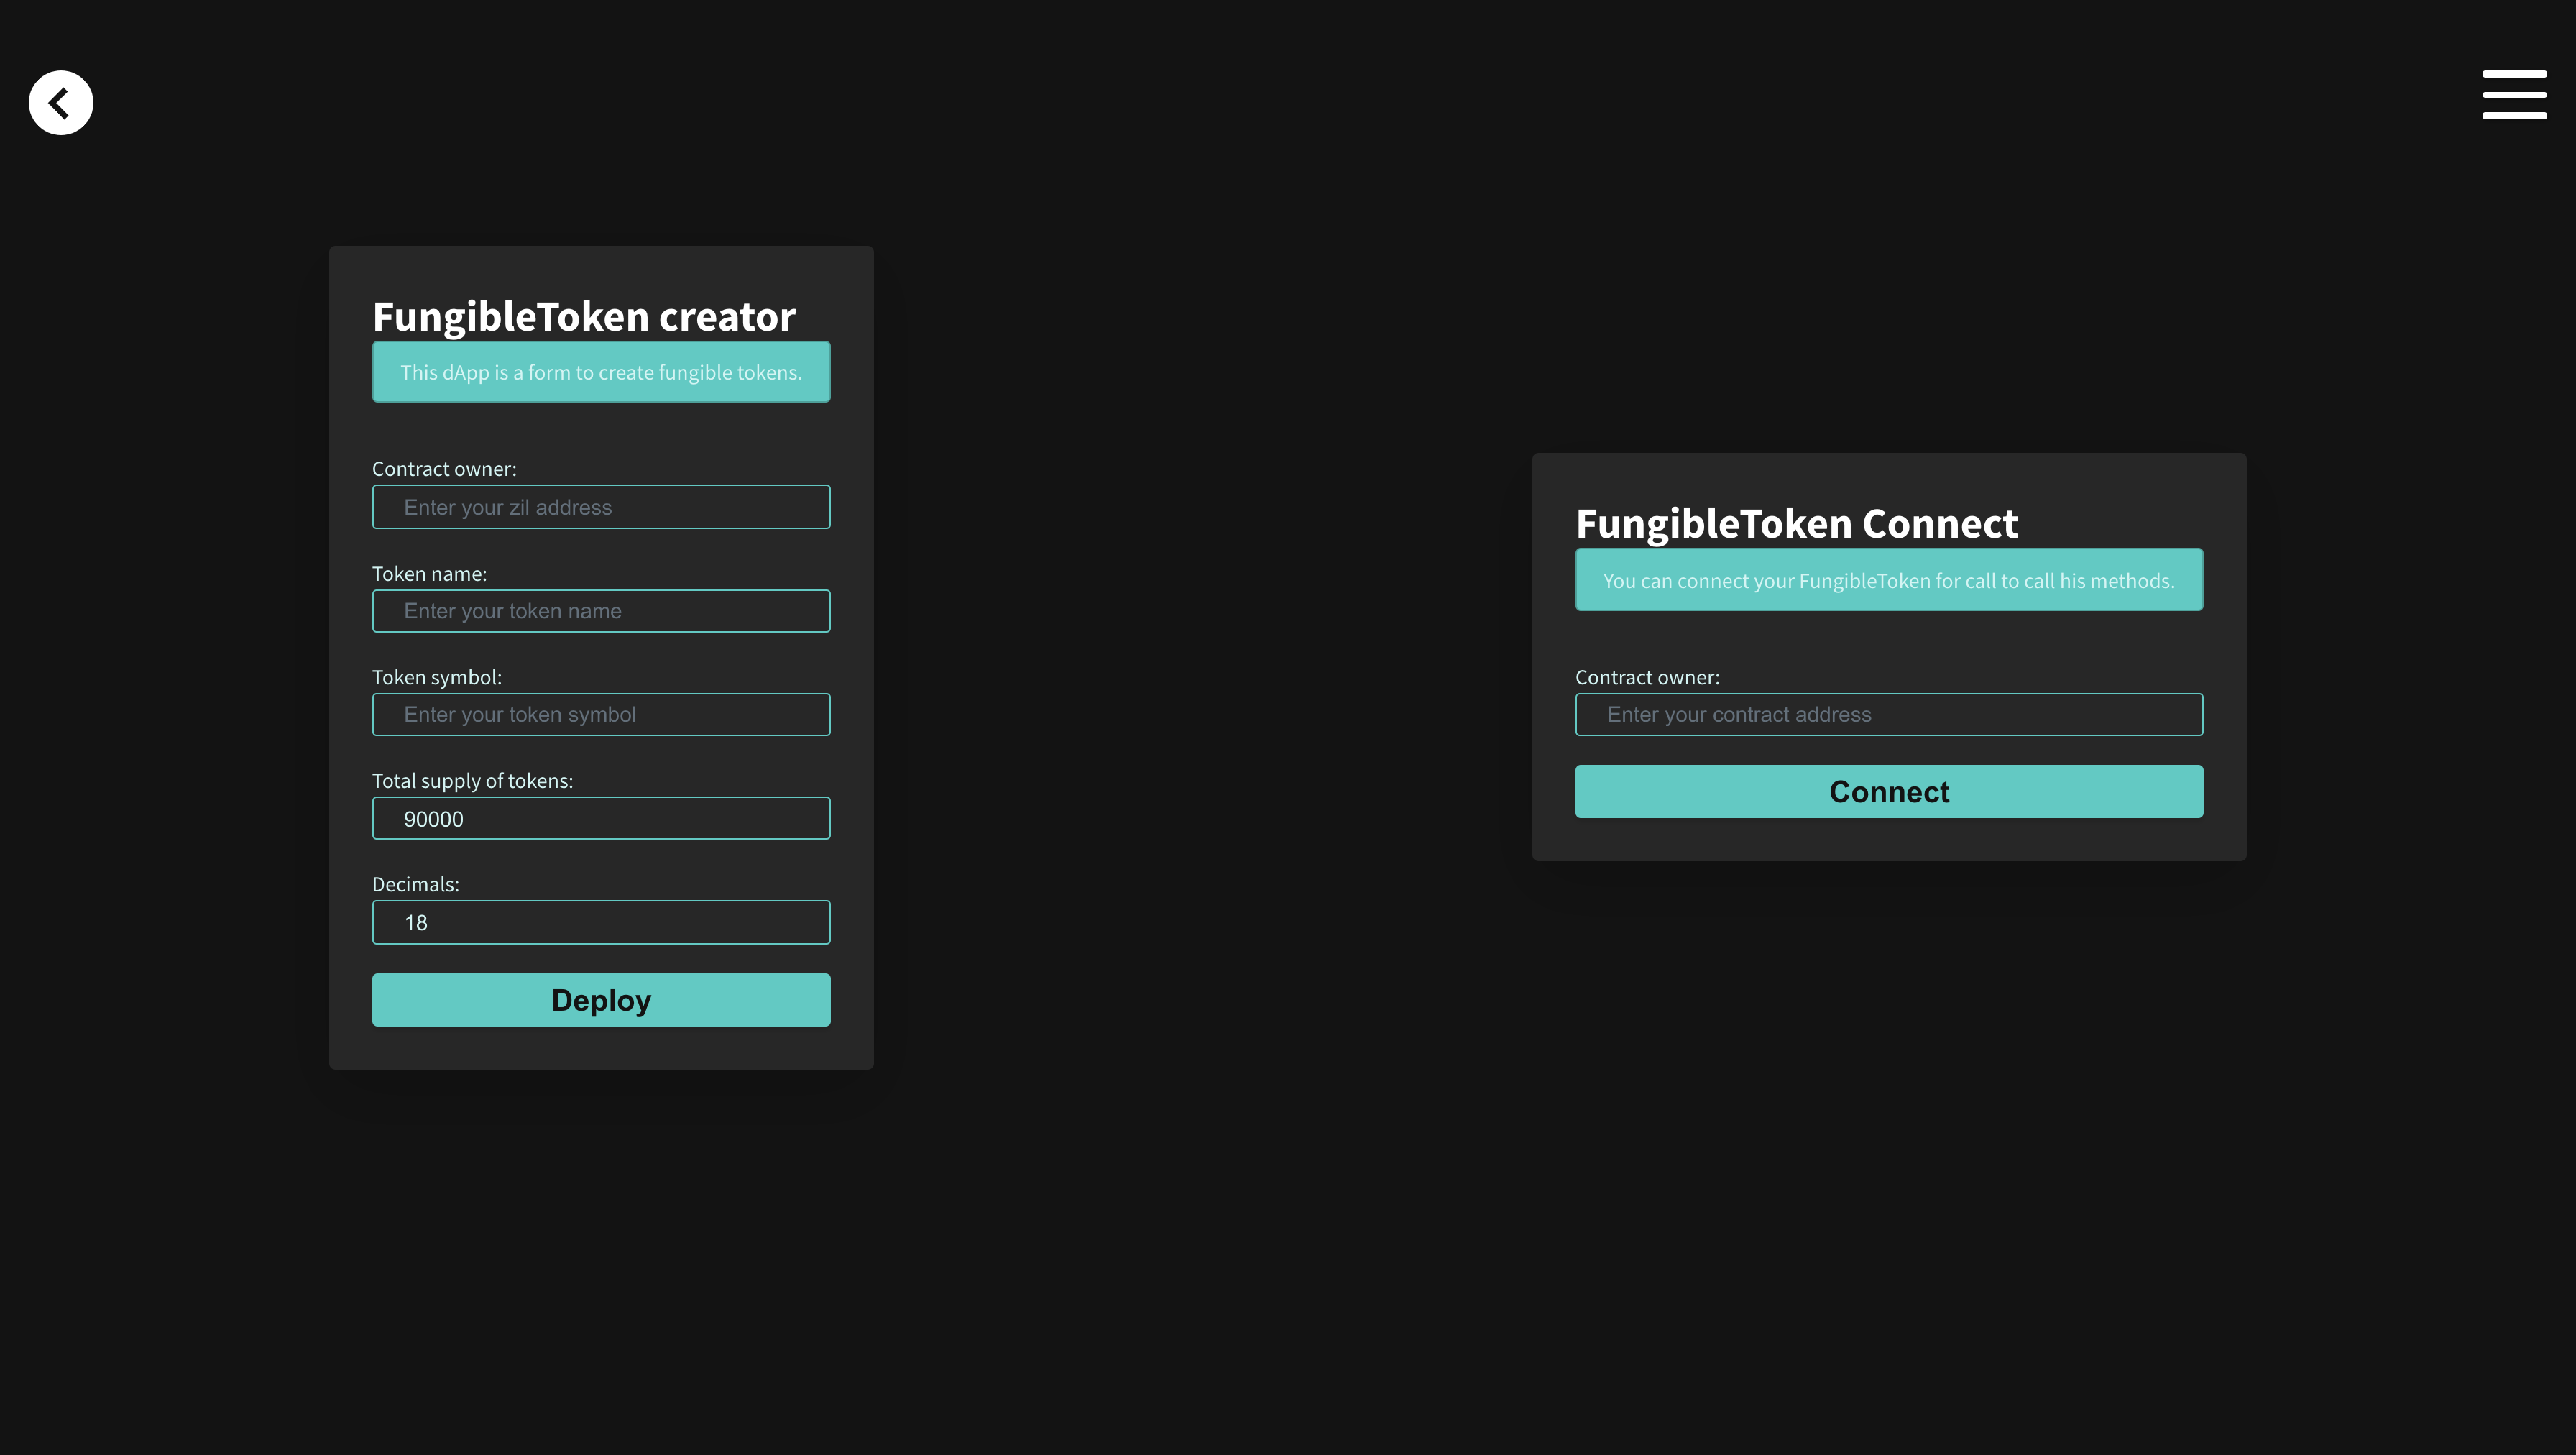 FungibleToken creator
This dApp is a form to create fungible tokens.
Contract owner:
Enter your zil address
Token name:
Enter your token name
Token symbol:
Enter your token symbol
Total supply of tokens:
90000
Decimals:
18
Deploy
FungibleToken Connect
You can connect your FungibleToken for call to call his methods.
Contract owner:
Enter your contract address
Connect